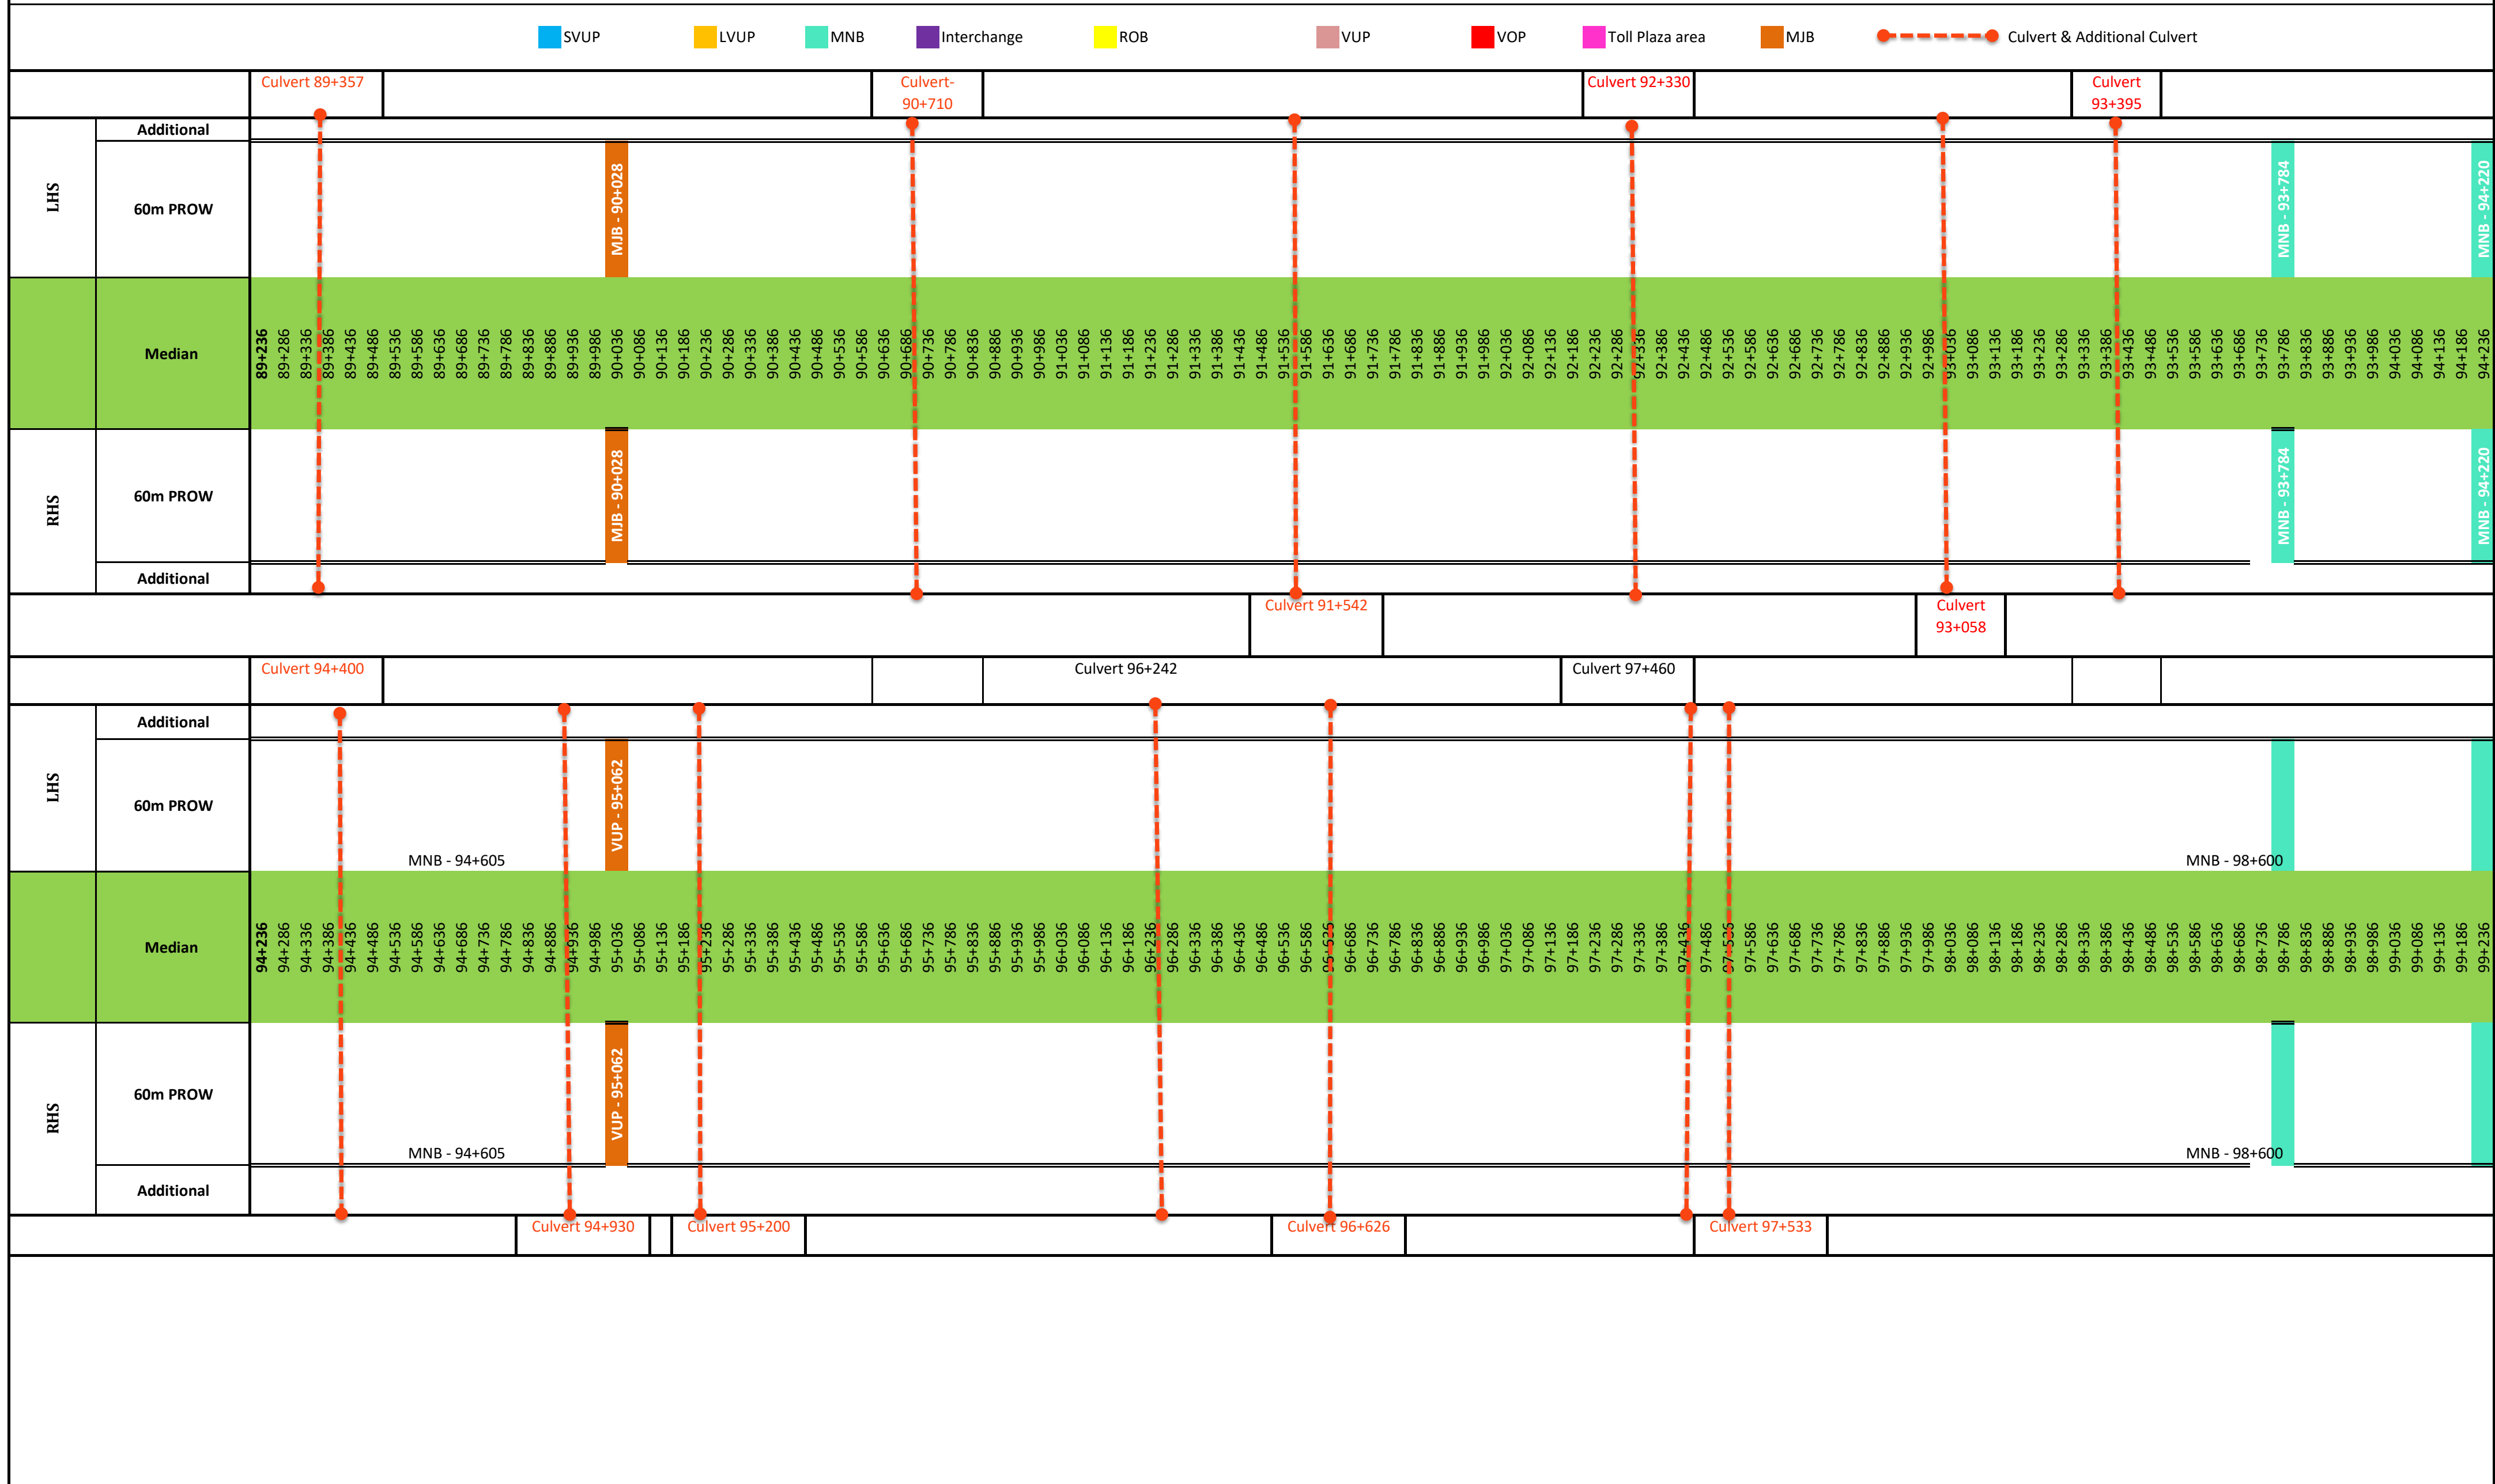 SVUP LVUP MNB Interchange ROB VUP VOP Toll Plaza area MJB Culvert & Additional Culvert
Culvert 89+357 Culvert- Culvert 92+330 Culvert
90+710 93+395
Additional
LHS
60m PROW
MJB - 90+028 MNB - 93+784 MNB - 94+220
Median
89+236 89+286 89+336 89+386 89+436 89+486 89+536 89+586 89+636 89+686 89+736 89+786 89+836 89+886 89+936 89+986 90+036 90+086 90+136 90+186 90+236 90+286 90+336 90+386 90+436 90+486 90+536 90+586 90+636 90+686 90+736 90+786 90+836 90+886 90+936 90+986 91+036 91+086 91+136 91+186 91+236 91+286 91+336 91+386 91+436 91+486 91+536 91+586 91+636 91+686 91+736 91+786 91+836 91+886 91+936 91+986 92+036 92+086 92+136 92+186 92+236 92+286 92+336 92+386 92+436 92+486 92+536 92+586 92+636 92+686 92+736 92+786 92+836 92+886 92+936 92+986 93+036 93+086 93+136 93+186 93+236 93+286 93+336 93+386 93+436 93+486 93+536 93+586 93+636 93+686 93+736 93+786 93+836 93+886 93+936 93+986 94+036 94+086 94+136 94+186 94+236
RHS
60m PROW
MJB - 90+028 MNB - 93+784 MNB - 94+220
Additional
Culvert 91+542 Culvert
93+058
Culvert 94+400 Culvert 96+242 Culvert 97+460
Additional
LHS
60m PROW
VUP - 95+062
MNB - 94+605 MNB - 98+600
Median
94+236 94+286 94+336 94+386 94+436 94+486 94+536 94+586 94+636 94+686 94+736 94+786 94+836 94+886 94+936 94+986 95+036 95+086 95+136 95+186 95+236 95+286 95+336 95+386 95+436 95+486 95+536 95+586 95+686 95+736 95+786 95+836 95+886 95+936 95+986 96+036 96+086 96+136 96+186 96+236 96+286 96+336 96+386 96+436 96+486 96+536 96+586 96+686 96+736 96+786 96+836 96+886 96+936 96+986 97+036 97+086 97+136 97+186 97+236 97+286 97+336 97+386 97+436 97+486 97+536 97+586 97+636 97+686 97+736 97+786 97+836 97+886 97+936 97+986 98+036 98+086 98+136 98+186 98+236 98+286 98+336 98+386 98+436 98+486 98+536 98+586 98+636 98+686 98+736 98+786 98+836 98+886 98+936 98+986 99+036 99+086 99+136 99+186 99+236
RHS
60m PROW
VUP - 95+062
MNB - 94+605 MNB - 98+600
Additional
Culvert 94+930 Culvert 95+200 Culvert 96+626 Culvert 97+533